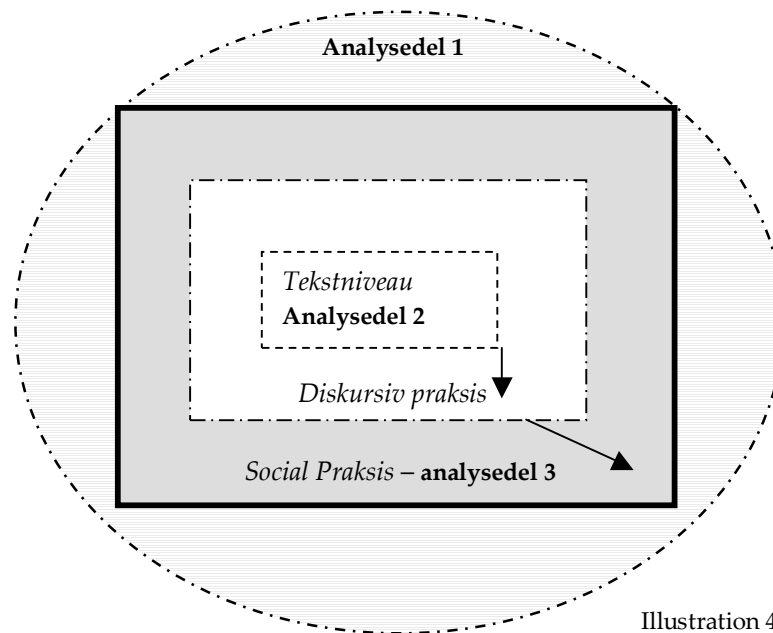 Analysedel 1
Tekstniveau
Analysedel 2
Diskursiv praksis
Social Praksis – analysedel 3
Illustration 4